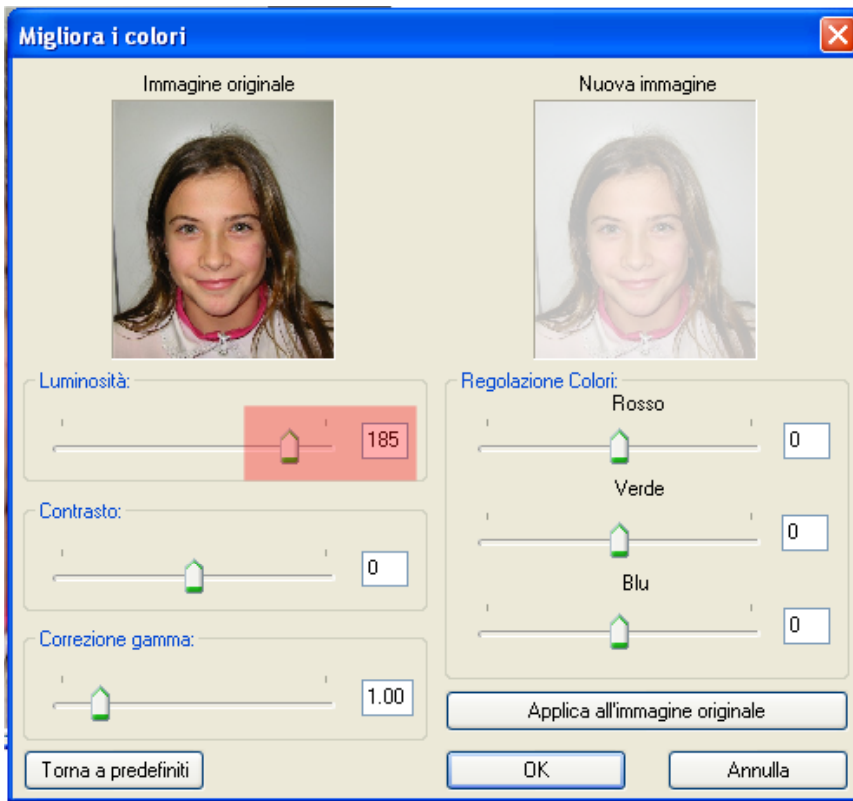 Migliora i colori
Immagine originale
Nuova immagine
Luminosità:
185
Contrasto:
0
Correzione gamma:
1.00
Regolazione Colori:
Rosso
0
Verde
0
Blu
0
Applica all'immagine originale
Torna a predefiniti
OK
Annulla